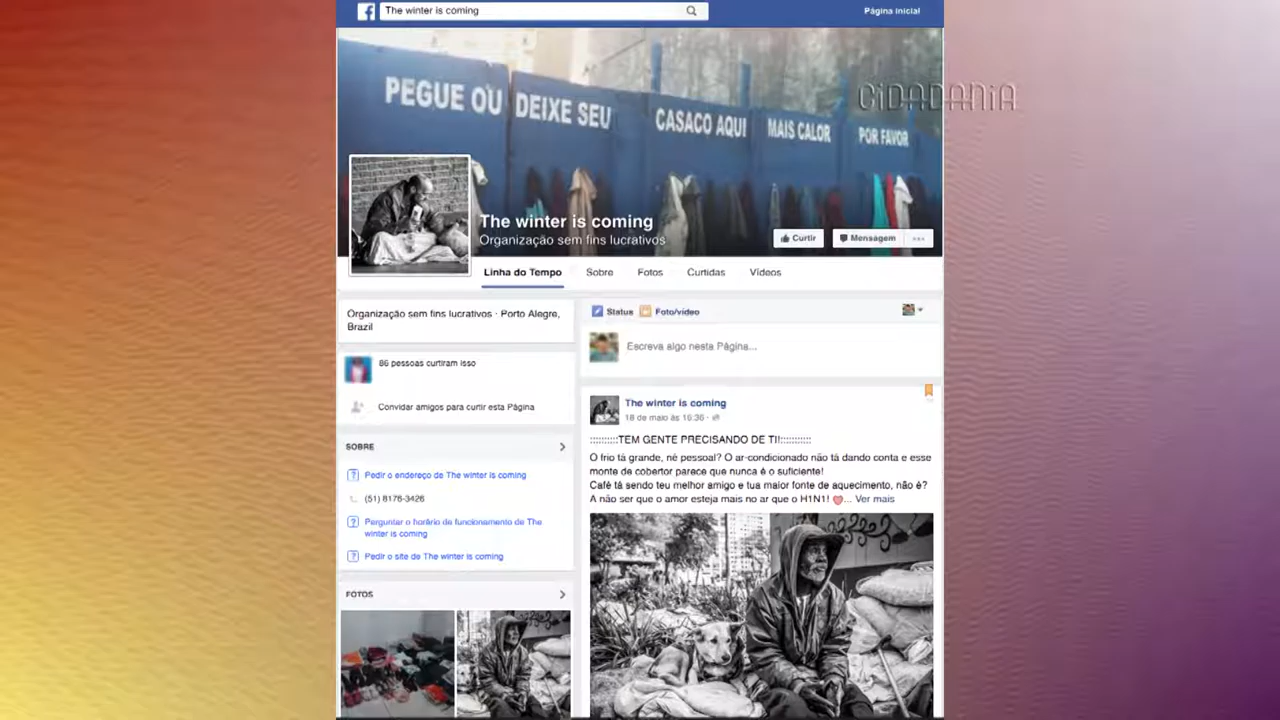 The winter is coming
Página inicial
PEGUE OU DEIXE SEU CASACO AQUI MAIS CALOR POR FAVOR
CiDADANiA
The winter is coming
Organização sem fins lucrativos
Curtir
Mensagem
Linha do Tempo
Sobre
Fotos
Curtidas
Vídeos
Organização sem fins lucrativos · Porto Alegre,
Brazil
86 pessoas curtiram isso
Convidar amigos para curtir esta Página
SOBRE
Pedir o endereço de The winter is coming
(51) 8176-3426
Perguntar o horário de funcionamento de The
winter is coming
Pedir o site de The winter is coming
FOTOS
Status
Foto/vídeo
Escreva algo nesta Página...
The winter is coming
18 de maio às 16:36 ·
::::::::::TEM GENTE PRECISANDO DE TI!:::::::::::
O frio tá grande, né pessoal? O ar-condicionado não tá dando conta e esse
monte de cobertor parece que nunca é o suficiente!
Café tá sendo teu melhor amigo e tua maior fonte de aquecimento, não é?
A não ser que o amor esteja mais no ar que o H1N1! ... Ver mais